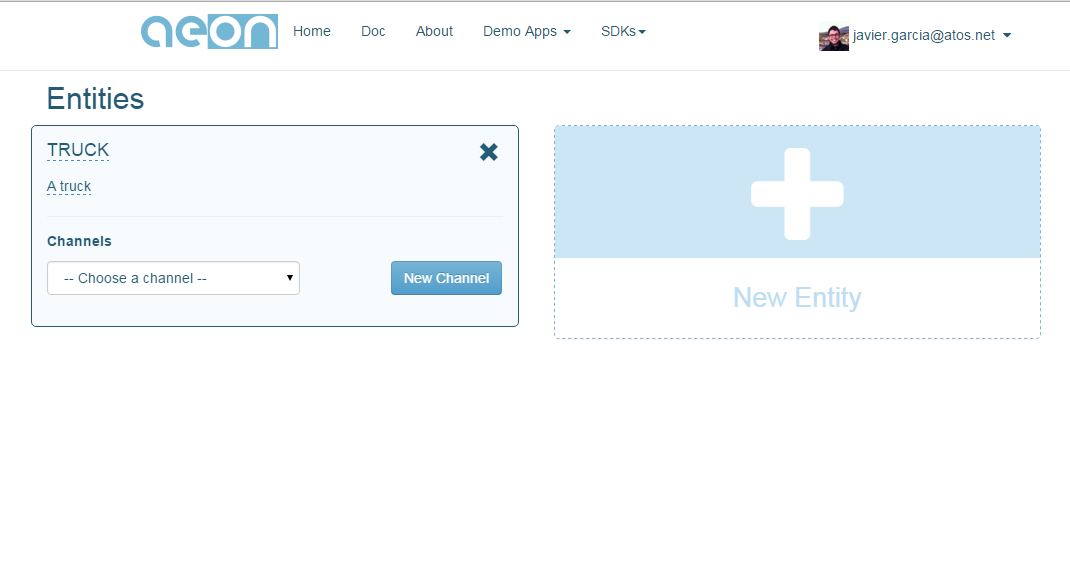 aeon Home Doc About Demo Apps SDKs javier.garcia@atos.net
Entities
TRUCK
A truck
Channels
-- Choose a channel --
New Channel
New Entity